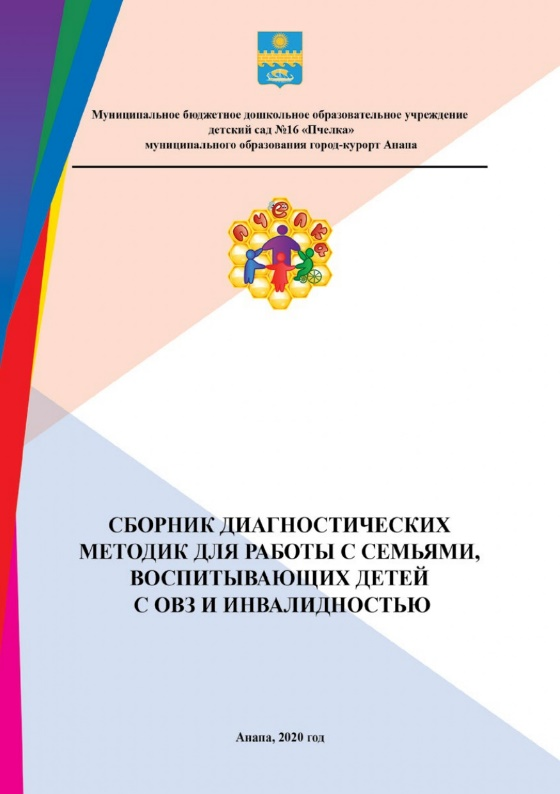 Муниципальное бюджетное дошкольное образовательное учреждение
детский сад №16 «Пчелка»
муниципального образования город-курорт Анапа
ПЧЁЛКА
СБОРНИК ДИАГНОСТИЧЕСКИХ
МЕТОДИК ДЛЯ РАБОТЫ С СЕМЬЯМИ,
ВОСПИТЫВАЮЩИХ ДЕТЕЙ
С ОВЗ И ИНВАЛИДНОСТЬЮ
Анапа, 2020 год